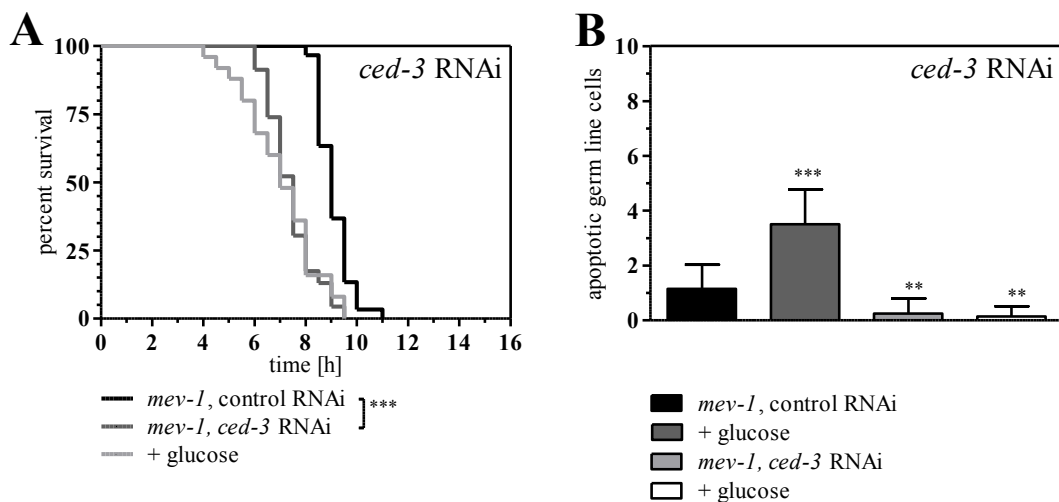 A
ced-3 RNAi
percent survival
100
75
50
25
0
0 2 4 6 8 10 12 14 16
time [h]
mev-1, control RNAi
mev-1, ced-3 RNAi
***
+ glucose
B
ced-3 RNAi
apoptotic germ line cells
10
8
6
4
2
0
***
**
**
mev-1, control RNAi
+ glucose
mev-1, ced-3 RNAi
+ glucose